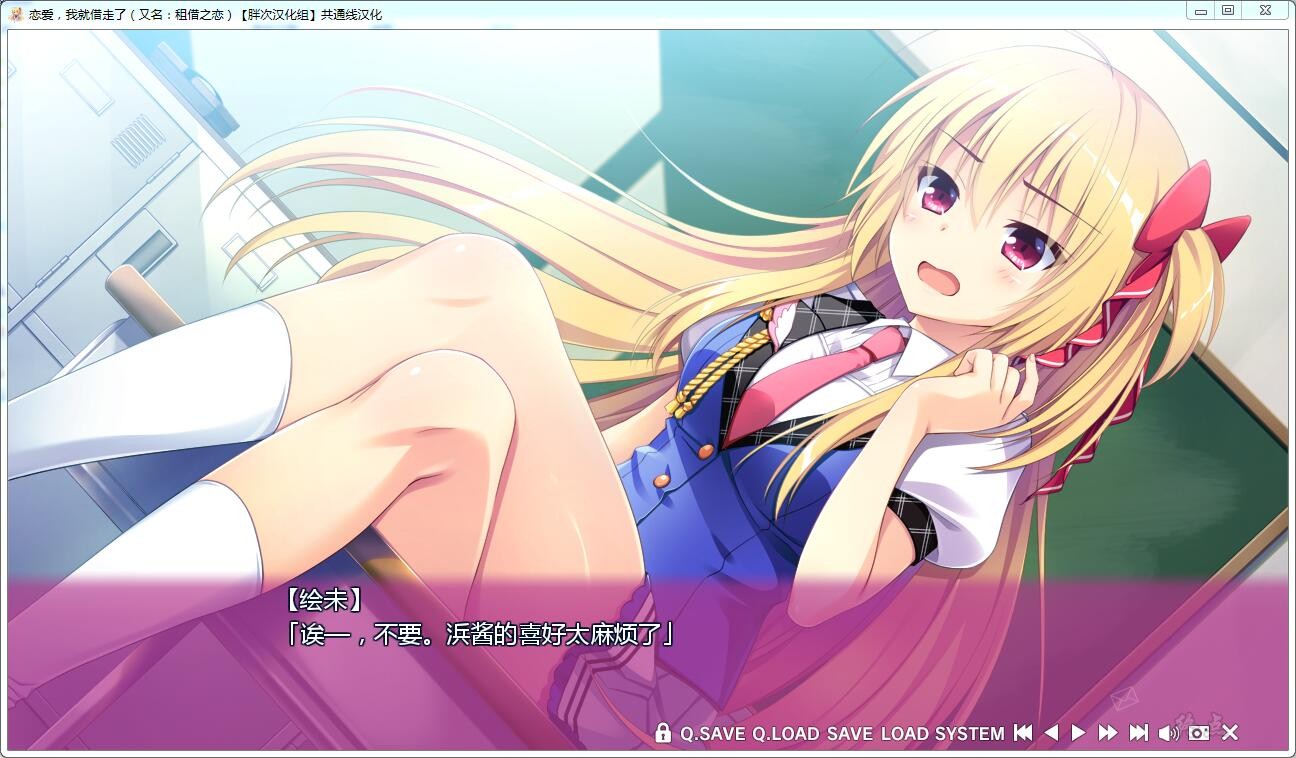 恋爱，我就借走了（又名：租借之恋）【胖次汉化组】共通线汉化
【绘未】
「诶—，不要。浜酱的喜好太麻烦了」
Q.SAVE Q.LOAD SAVE LOAD SYSTEM